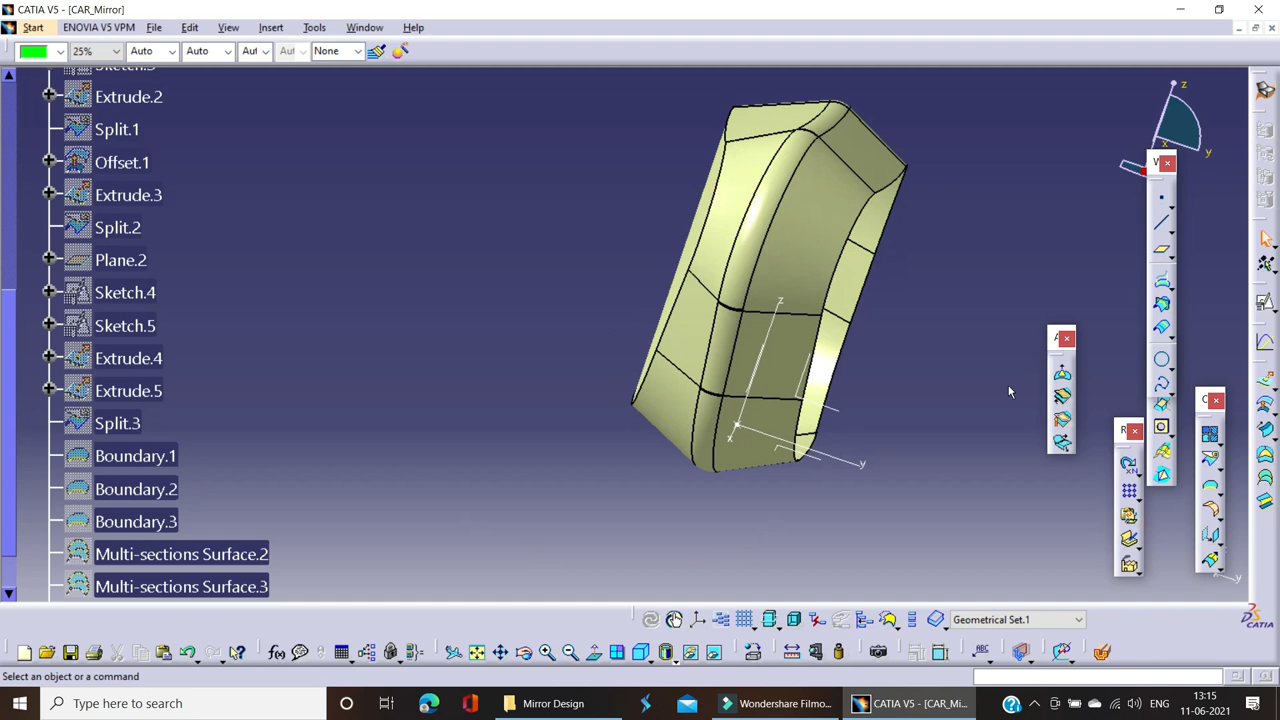 CATIA V5 - [CAR_Mirror]
Start ENOVIA V5 VPM File Edit View Insert Tools Window Help
25% Auto Auto Aut Aut None
Extrude.2
Split.1
Offset.1
Extrude.3
Split.2
Plane.2
Sketch.4
Sketch.5
Extrude.4
Extrude.5
Split.3
Boundary.1
Boundary.2
Boundary.3
Multi-sections Surface.2
Multi-sections Surface.3
z
x
y
z
x
y
W
A
R
C
y
Geometrical Set.1
CATIA
f(x)
ABC
Select an object or a command
Type here to search
Mirror Design
Wondershare Filmo...
CATIA V5 - [CAR_Mi...
ENG
13:15
11-06-2021